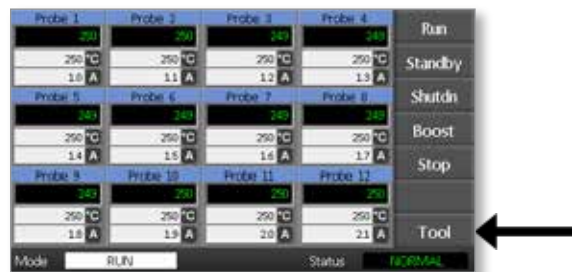 Probe 1 Probe 2 Probe 3 Probe 4 Run
250 250 249 249
250 °C 250 °C 250 °C 250 °C Standby
1.0 A 1.1 A 1.2 A 1.3 A
Probe 5 Probe 6 Probe 7 Probe 8 Shutdn
249 249 249 249
250 °C 250 °C 250 °C 250 °C Boost
1.4 A 1.5 A 1.6 A 1.7 A
Probe 9 Probe 10 Probe 11 Probe 12 Stop
249 250 250 250
250 °C 250 °C 250 °C 250 °C
1.8 A 1.9 A 2.0 A 2.1 A Tool
Mode RUN Status NORMAL